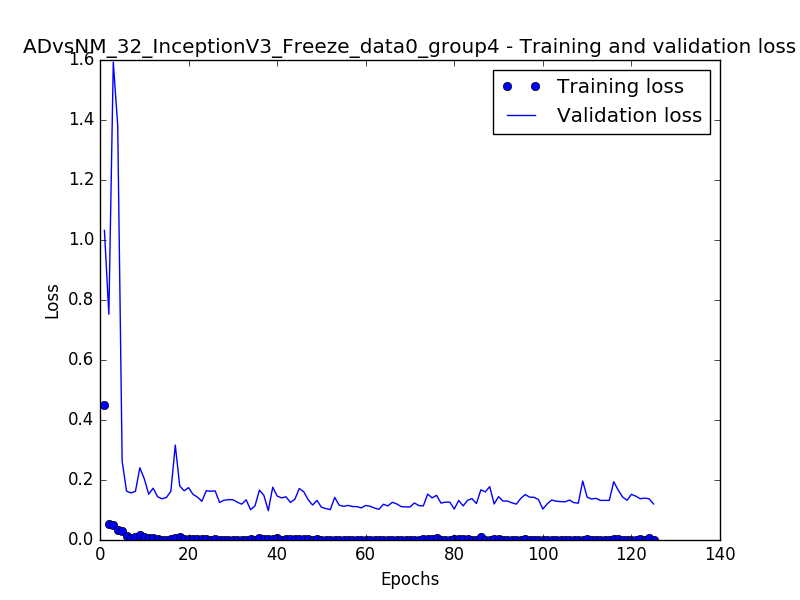 ADvsNM_32_InceptionV3_Freeze_data0_group4 - Training and validation loss
Training loss
Validation loss
1.6
1.4
1.2
1.0
0.8
0.6
0.4
0.2
0.0
Loss
0 20 40 60 80 100 120 140
Epochs